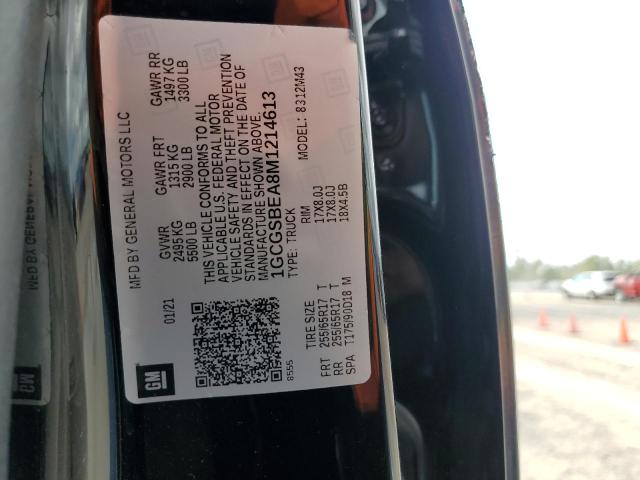 MFD BY GENERAL MOTORS LLC
GVWR GAWR FRT GAWR RR
2495 KG 1315 KG 1497 KG
5500 LB 2900 LB 3300 LB
THIS VEHICLE CONFORMS TO ALL
APPLICABLE U.S. FEDERAL MOTOR
VEHICLE SAFETY AND THEFT PREVENTION
STANDARDS IN EFFECT ON THE DATE OF
MANUFACTURE SHOWN ABOVE.
1GCGSBEA8M1214613
TYPE: TRUCK MODEL: 8312M43
01/21
GM
8555
TIRE SIZE RIM
FRT 255/65R17 T 17X8.0J
RR 255/65R17 T 17X8.0J
SPA T175/90D18 M 18X4.5B